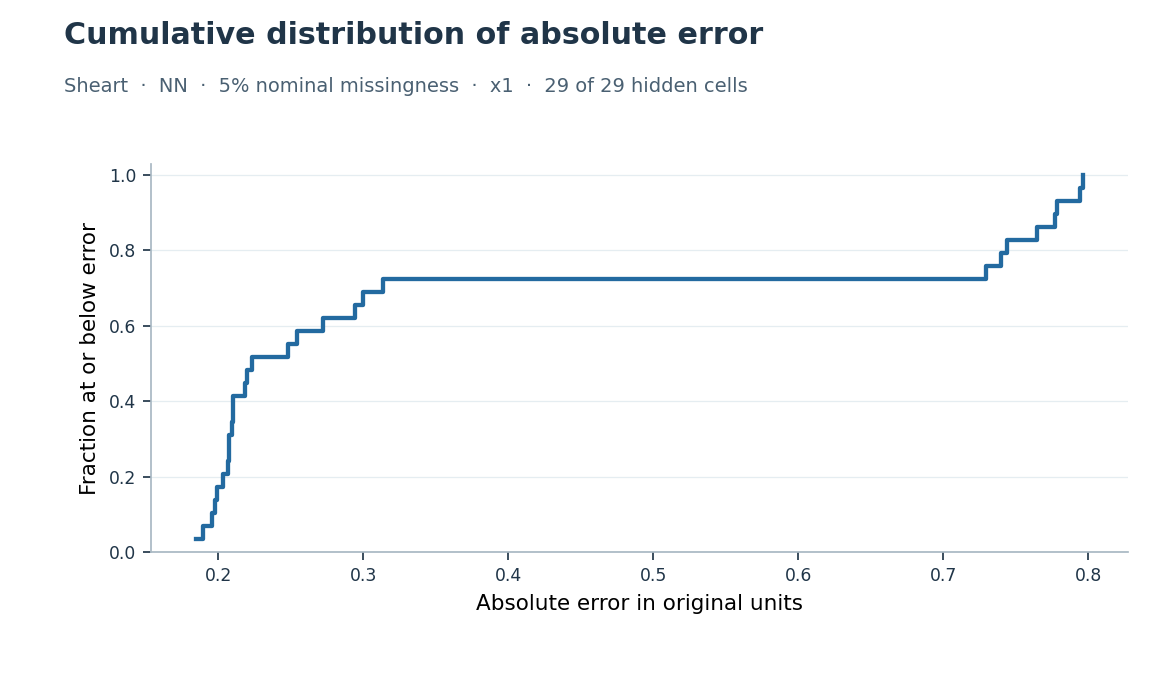 Cumulative distribution of absolute error
Sheart · NN · 5% nominal missingness · x1 · 29 of 29 hidden cells
1.0
0.8
0.6
0.4
0.2
0.0
Fraction at or below error
0.2 0.3 0.4 0.5 0.6 0.7 0.8
Absolute error in original units